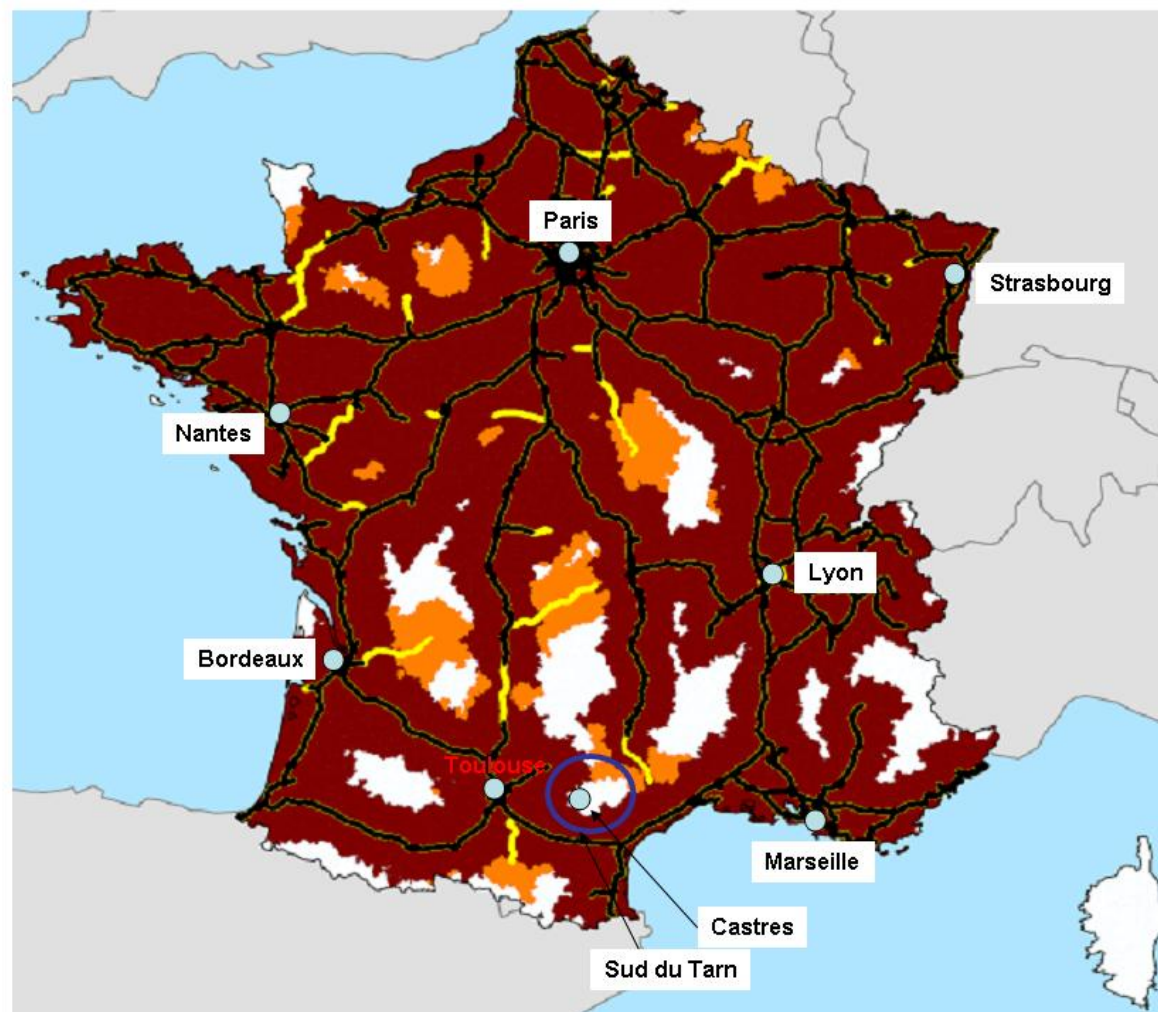 Paris
Strasbourg
Nantes
Lyon
Bordeaux
Toulouse
Marseille
Castres
Sud du Tarn